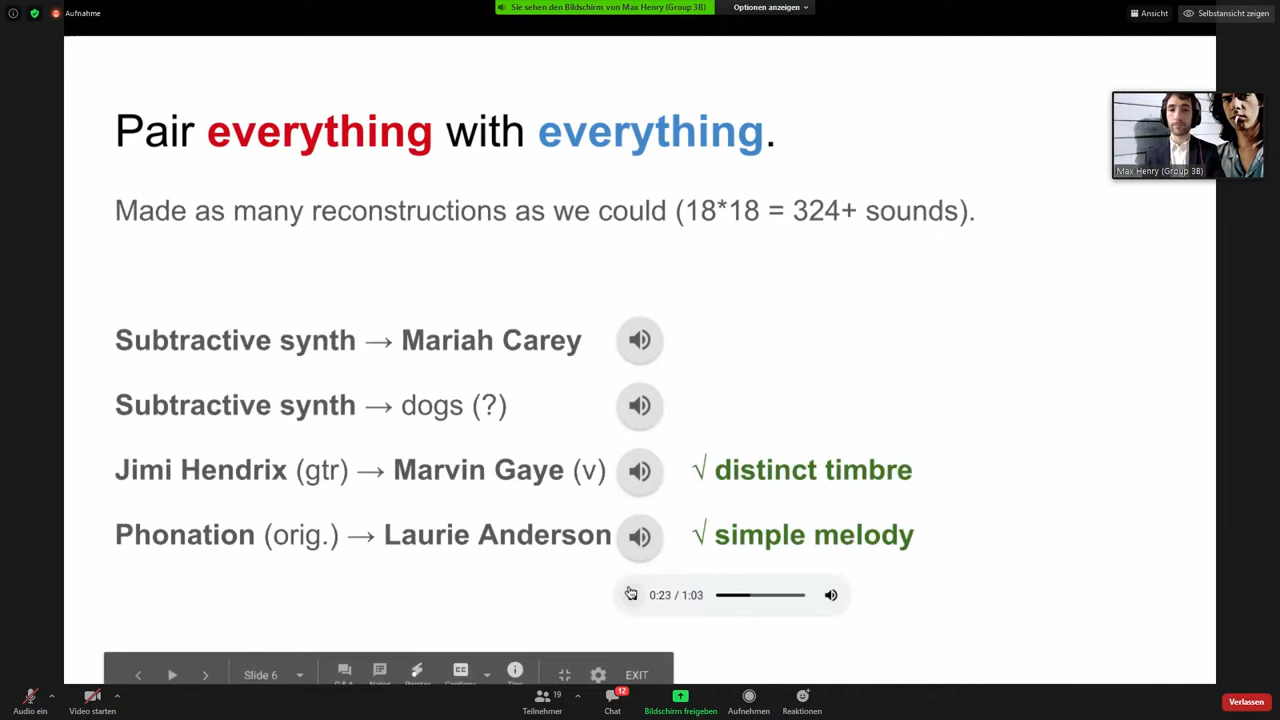 Aufnahme
Sie sehen den Bildschirm von Max Henry (Group 3B)
Optionen anzeigen
Ansicht
Selbstansicht zeigen
Pair everything with everything.
Max Henry (Group 3B)
Made as many reconstructions as we could (18*18 = 324+ sounds).
Subtractive synth → Mariah Carey
Subtractive synth → dogs (?)
Jimi Hendrix (gtr) → Marvin Gaye (v) √ distinct timbre
Phonation (orig.) → Laurie Anderson √ simple melody
0:23 / 1:03
Slide 6
Captions
EXIT
Audio ein
Video starten
19
Teilnehmer
12
Chat
Bildschirm freigeben
Aufnehmen
Reaktionen
Verlassen